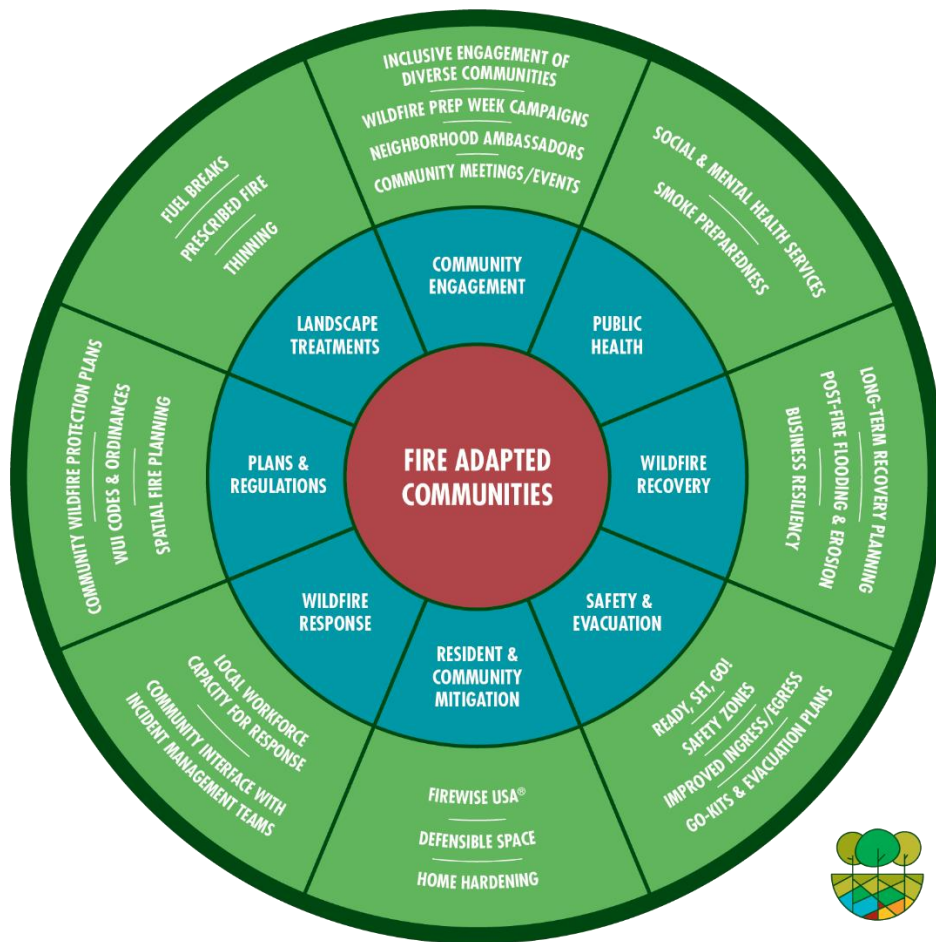 FIRE ADAPTED
COMMUNITIES
COMMUNITY
ENGAGEMENT
INCLUSIVE ENGAGEMENT OF
DIVERSE COMMUNITIES
WILDFIRE PREP WEEK CAMPAIGNS
NEIGHBORHOOD AMBASSADORS
COMMUNITY MEETINGS/EVENTS
PUBLIC
HEALTH
SOCIAL & MENTAL HEALTH SERVICES
SMOKE PREPAREDNESS
WILDFIRE
RECOVERY
LONG-TERM RECOVERY PLANNING
POST-FIRE FLOODING & EROSION
BUSINESS RESILIENCY
SAFETY &
EVACUATION
READY, SET, GO!
SAFETY ZONES
IMPROVED INGRESS/EGRESS
GO-KITS & EVACUATION PLANS
RESIDENT &
COMMUNITY
MITIGATION
FIREWISE USA®
DEFENSIBLE SPACE
HOME HARDENING
WILDFIRE
RESPONSE
LOCAL WORKFORCE
CAPACITY FOR RESPONSE
COMMUNITY INTERFACE WITH
INCIDENT MANAGEMENT TEAMS
PLANS &
REGULATIONS
COMMUNITY WILDFIRE PROTECTION PLANS
WUI CODES & ORDINANCES
SPATIAL FIRE PLANNING
LANDSCAPE
TREATMENTS
FUEL BREAKS
PRESCRIBED FIRE
THINNING